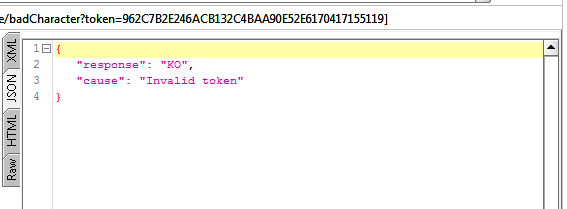 e/badCharacter?token=962C7B2E246ACB132C4BAA90E52E6170417155119]
XML
JSON
HTML
Raw
1 {
2 "response": "KO",
3 "cause": "Invalid token"
4 }